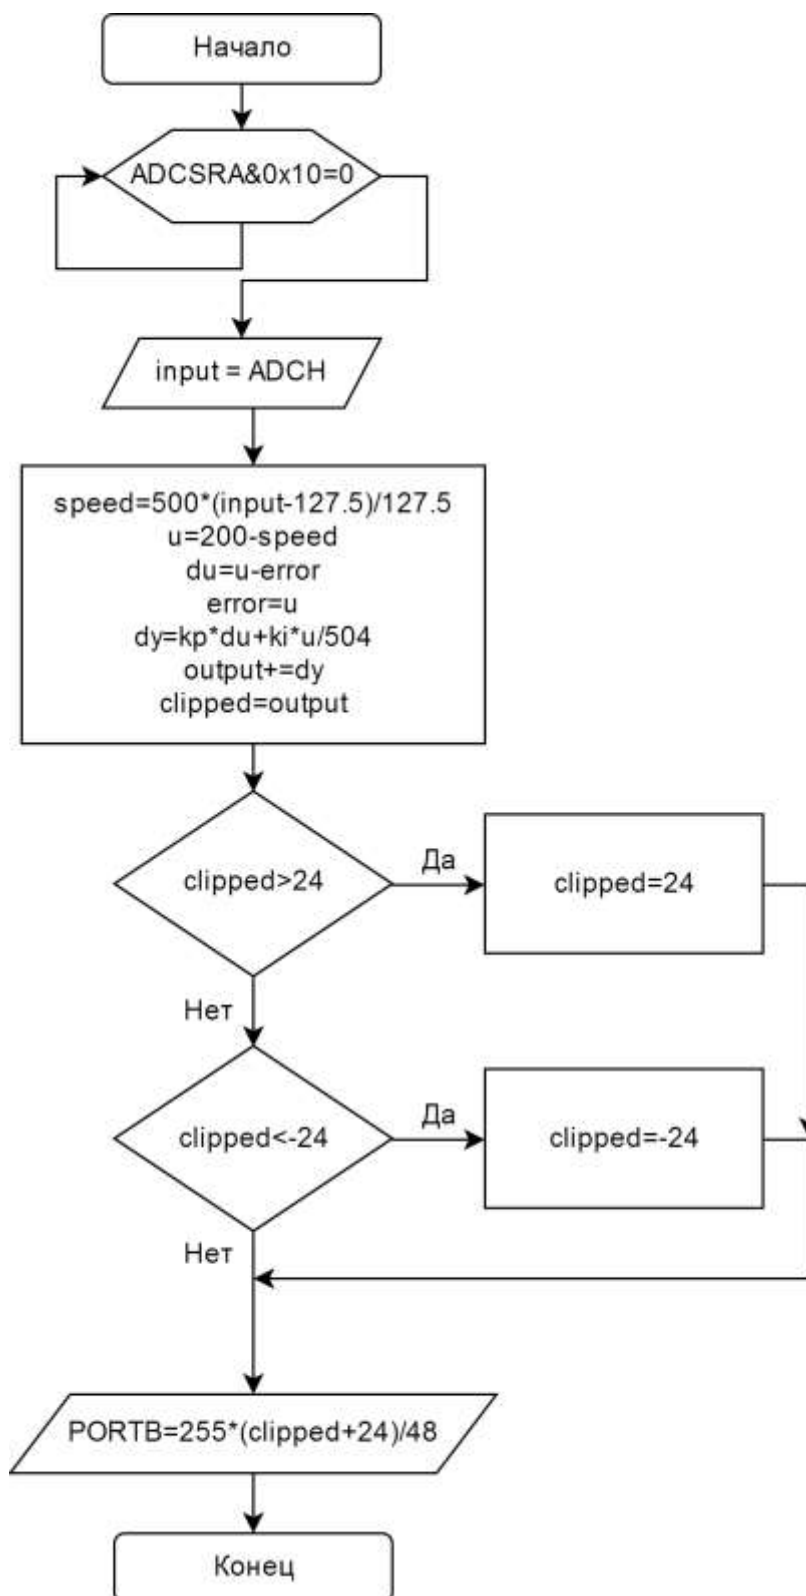 Начало
ADCSRA&0x10=0
input = ADCH
speed=500*(input-127.5)/127.5
u=200-speed
du=u-error
error=u
dy=kp*du+ki*u/504
output+=dy
clipped=output
clipped>24
Да
clipped=24
Нет
clipped<-24
Да
clipped=-24
Нет
PORTB=255*(clipped+24)/48
Конец